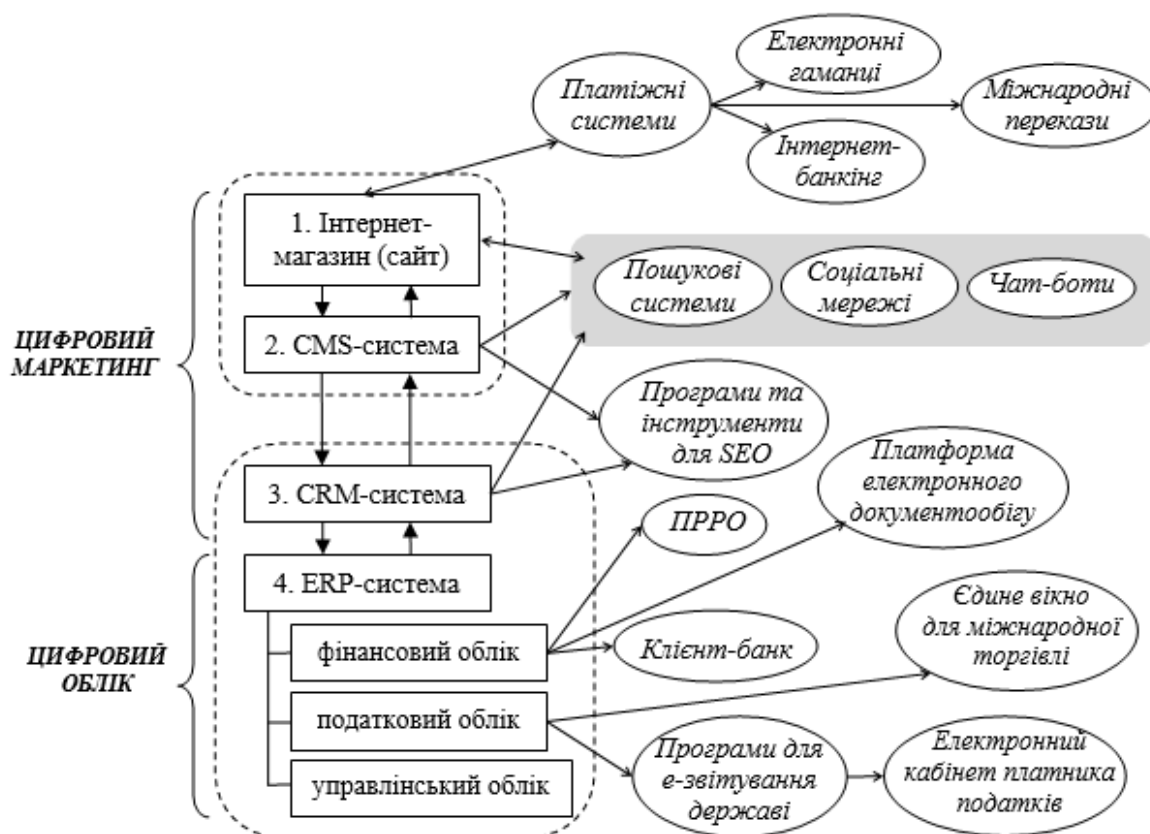 Електронні
гаманці
Платіжні
системи
Міжнародні
перекази
Інтернет-
банкінг
1. Інтернет-
магазин (сайт)
Пошукові
системи
Соціальні
мережі
Чат-боти
ЦИФРОВИЙ
МАРКЕТИНГ
2. CMS-система
Програми та
інструменти
для SEO
Платформа
електронного
документообігу
3. CRM-система
ПРРО
4. ERP-система
Єдине вікно
для міжнародної
торгівлі
ЦИФРОВИЙ
ОБЛІК
фінансовий облік
Клієнт-банк
податковий облік
Програми для
е-звітування
державі
Електронний
кабінет платника
податків
управлінський облік